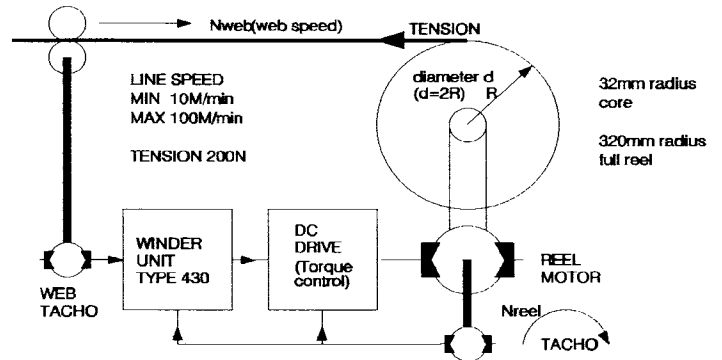 Nweb(web speed)
TENSION
LINE SPEED
MIN 10M/min
MAX 100M/min
TENSION 200N
diameter d
(d=2R) R
32mm radius
core
320mm radius
full reel
WINDER
UNIT
TYPE 430
DC
DRIVE
(Torque
control)
REEL
MOTOR
WEB
TACHO
Nreel
TACHO